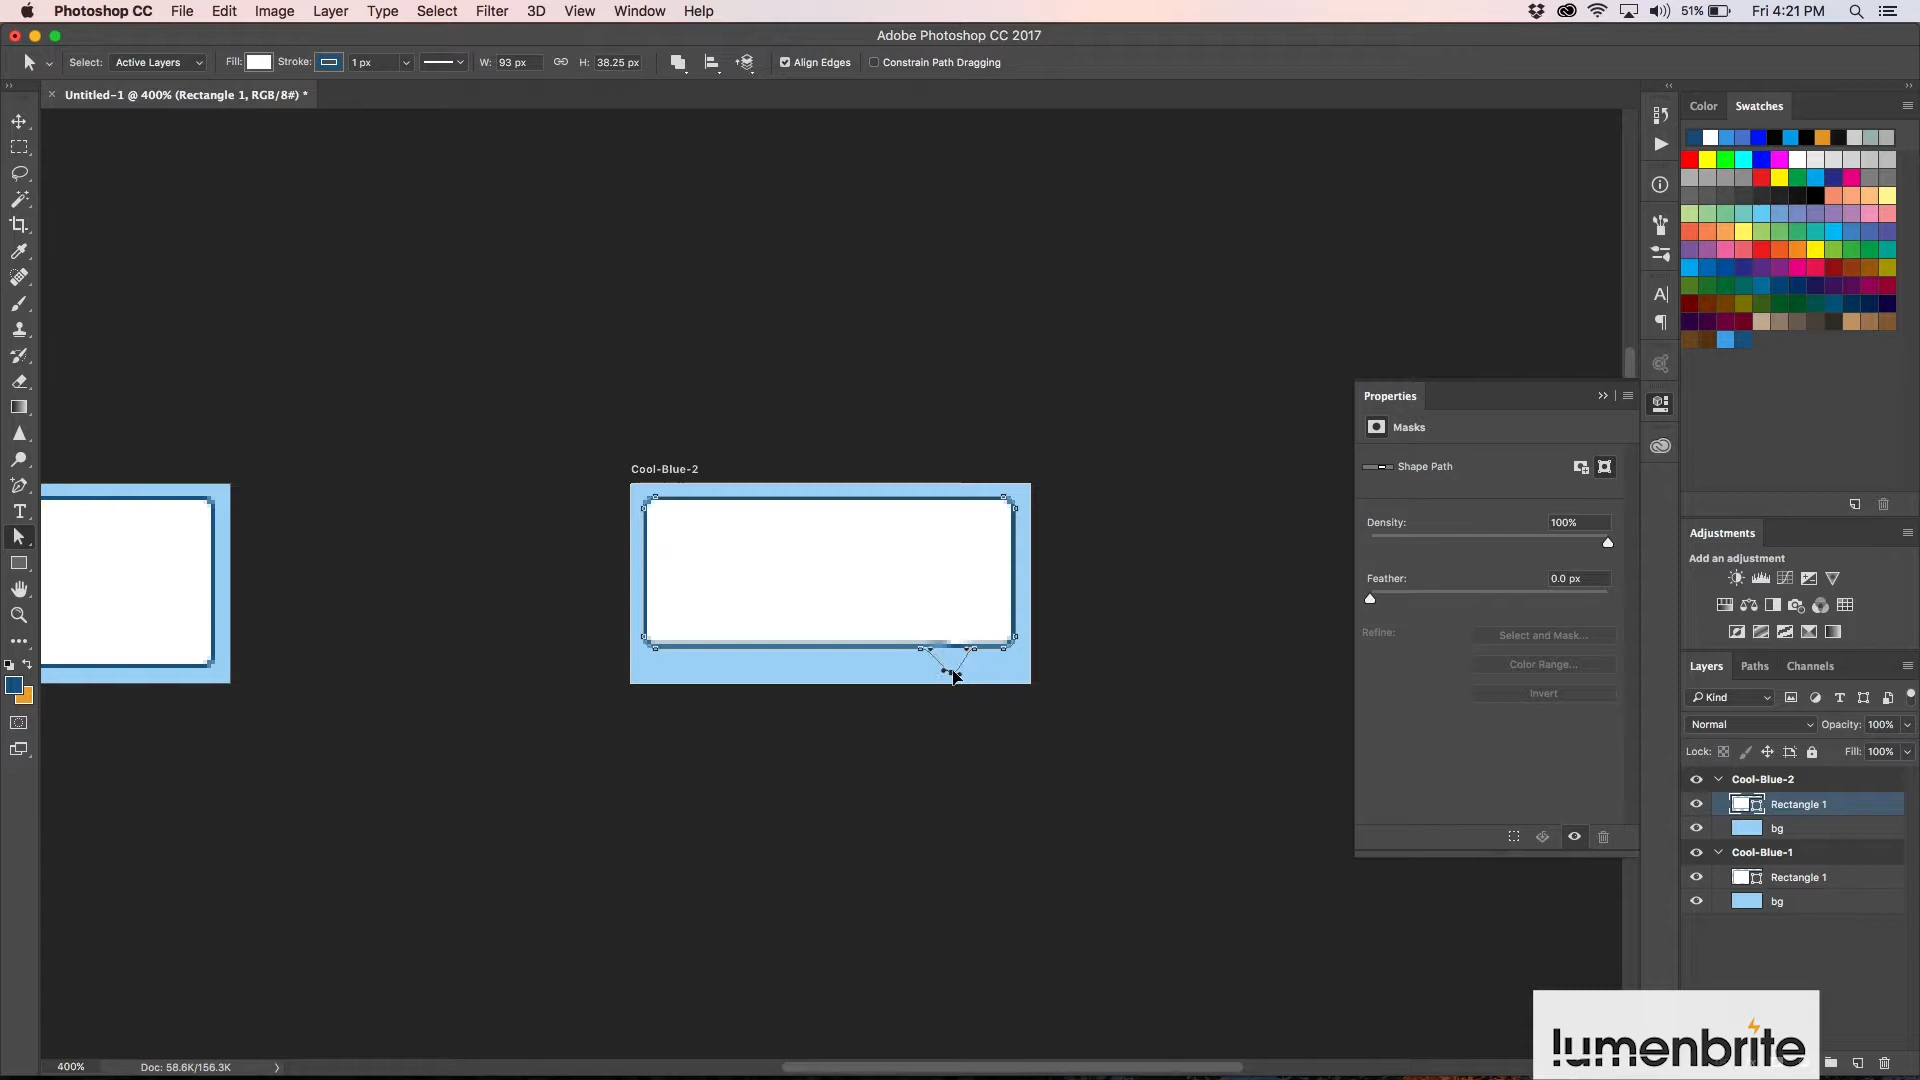 Photoshop CC File Edit Image Layer Type Select Filter 3D View Window Help 51% Fri 4:21 PM
Adobe Photoshop CC 2017
Select: Active Layers Fill: Stroke: 1 px W: 93 px H: 38.25 px Align Edges Constrain Path Dragging
Untitled-1 @ 400% (Rectangle 1, RGB/8#) *
Color Swatches
Properties
Masks
Cool-Blue-2
Shape Path
Density: 100%
Adjustments
Add an adjustment
Feather: 0.0 px
Refine: Select and Mask...
Color Range...
Invert
Layers Paths Channels
Kind
Normal Opacity: 100%
Lock: Fill: 100%
Cool-Blue-2
Rectangle 1
bg
Cool-Blue-1
Rectangle 1
bg
lumenbrite
400% Doc: 58.6K/156.3K